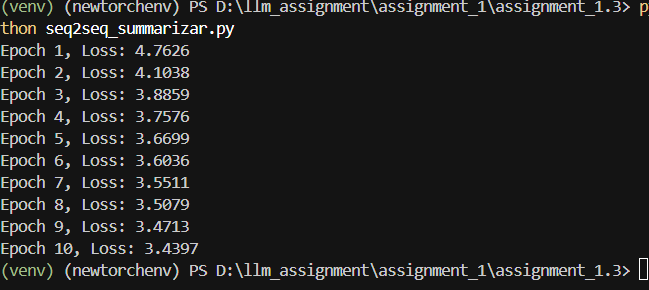 (venv) (newtorchenv) PS D:\llm_assignment\assignment_1\assignment_1.3> py
thon seq2seq_summarizar.py
Epoch 1, Loss: 4.7626
Epoch 2, Loss: 4.1038
Epoch 3, Loss: 3.8859
Epoch 4, Loss: 3.7576
Epoch 5, Loss: 3.6699
Epoch 6, Loss: 3.6036
Epoch 7, Loss: 3.5511
Epoch 8, Loss: 3.5079
Epoch 9, Loss: 3.4713
Epoch 10, Loss: 3.4397
(venv) (newtorchenv) PS D:\llm_assignment\assignment_1\assignment_1.3>